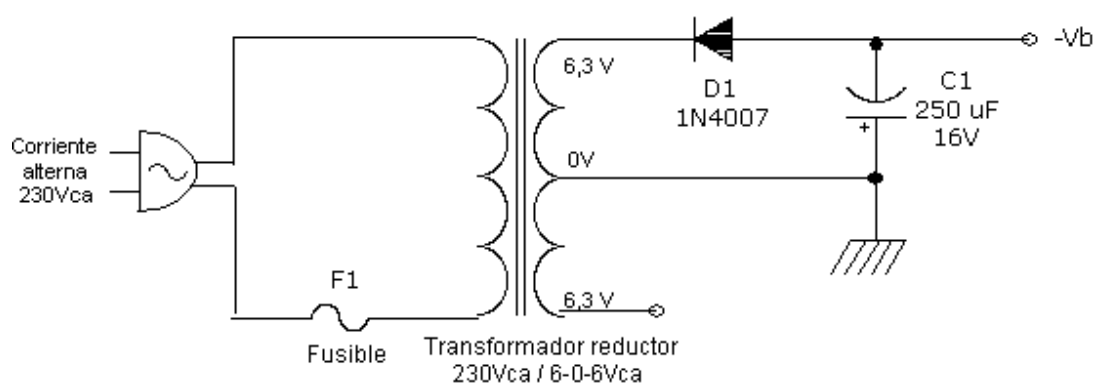 Corriente
alterna
230Vca
F1
Fusible
6,3 V
0V
6,3 V
Transformador reductor
230Vca / 6-0-6Vca
D1
1N4007
-Vb
C1
250 uF
16V
+